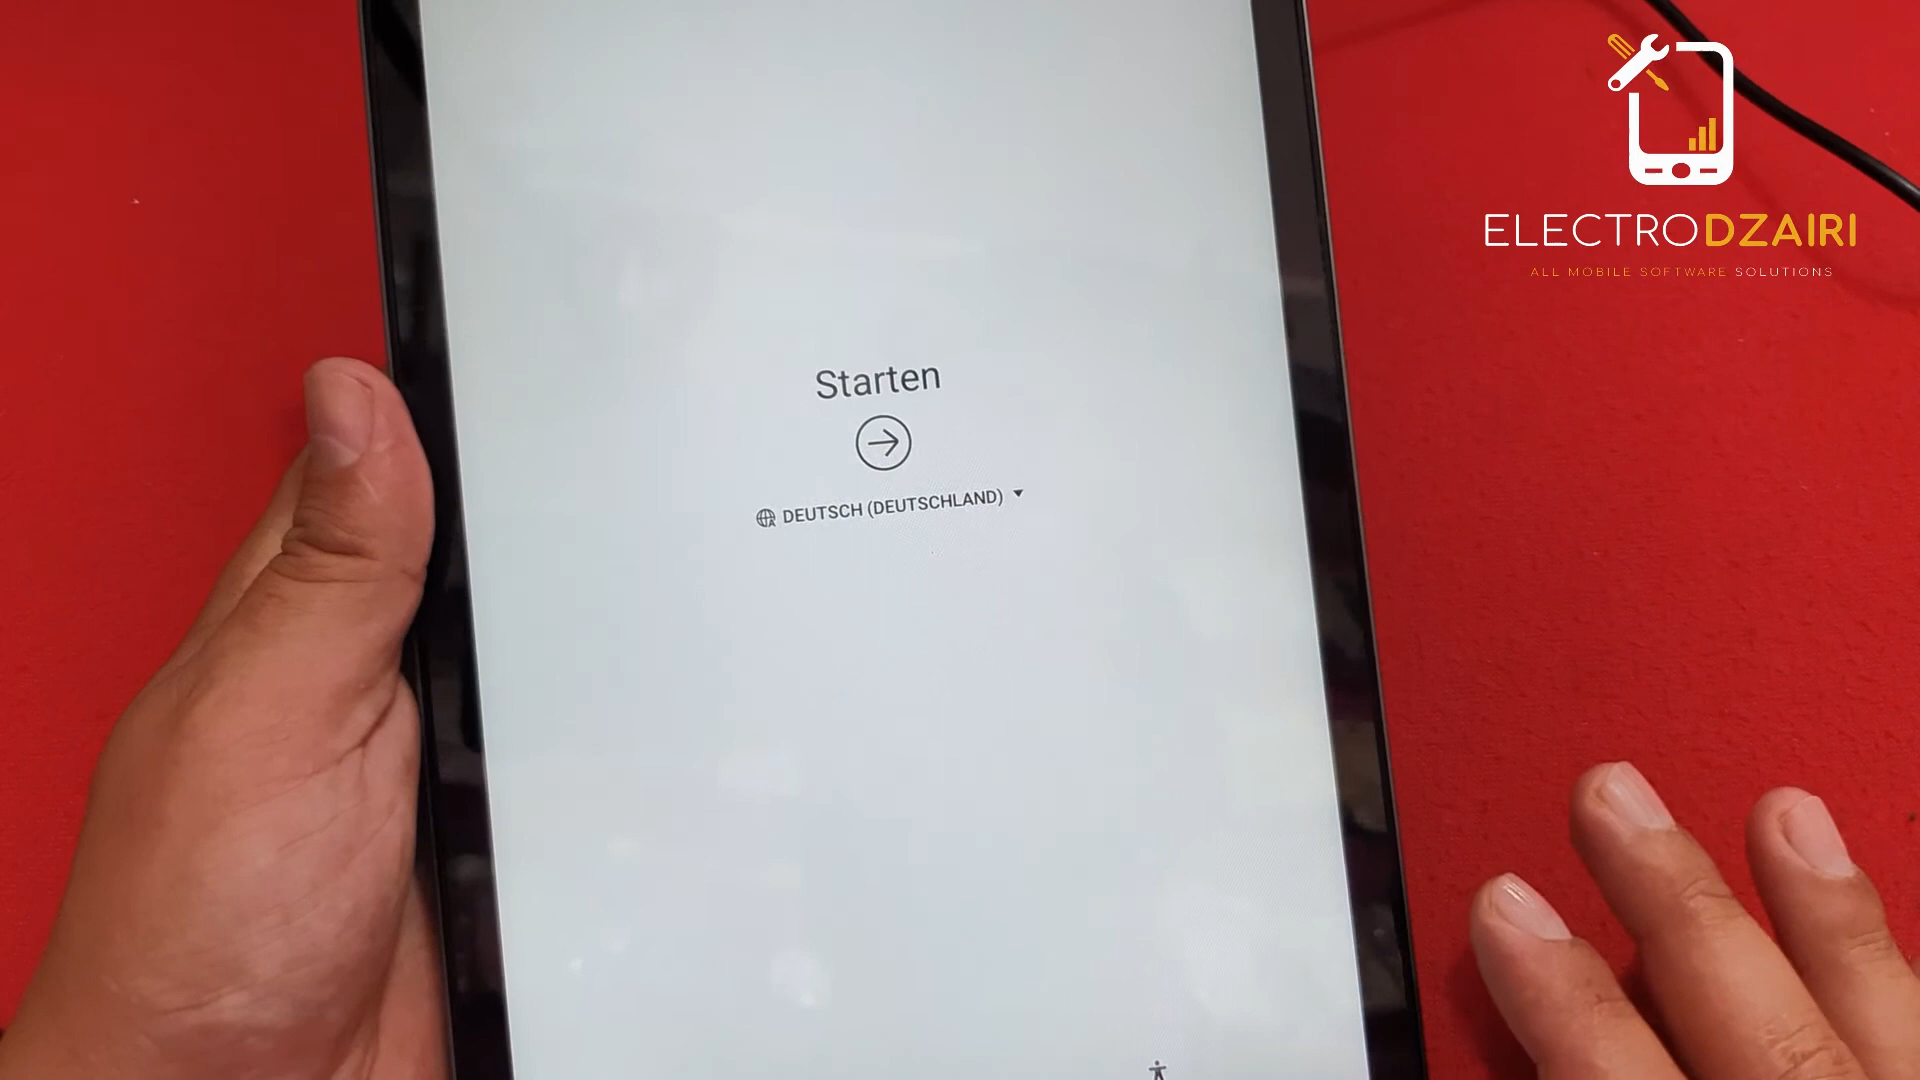 ELECTRODZAIRI
ALL MOBILE SOFTWARE SOLUTIONS
Starten
DEUTSCH (DEUTSCHLAND)